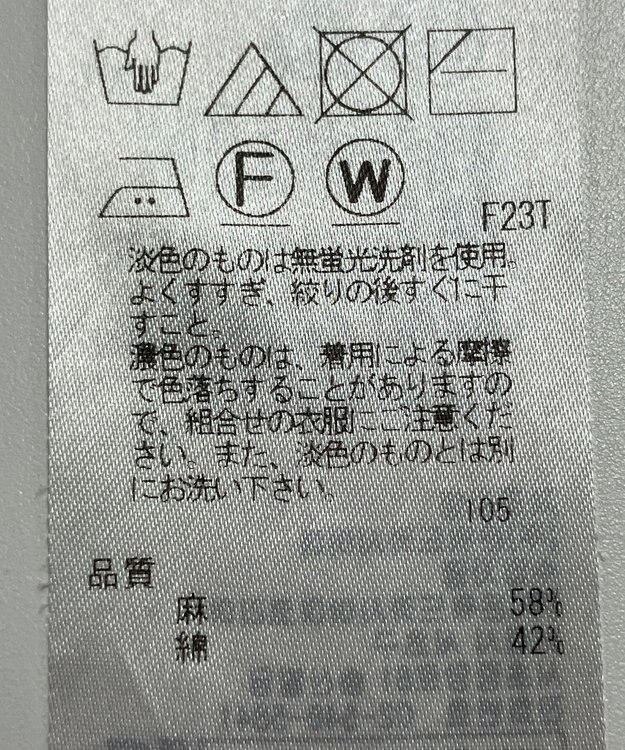 F W
F23T
淡色のものは無蛍光洗剤を使用。
よくすすぎ、絞りの後すぐに干
すこと。
濃色のものは、着用による摩擦
で色落ちすることがありますの
で、組合せの衣服にご注意くだ
さい。また、淡色のものとは別
にお洗い下さい。
105
品質
麻 58%
綿 42%